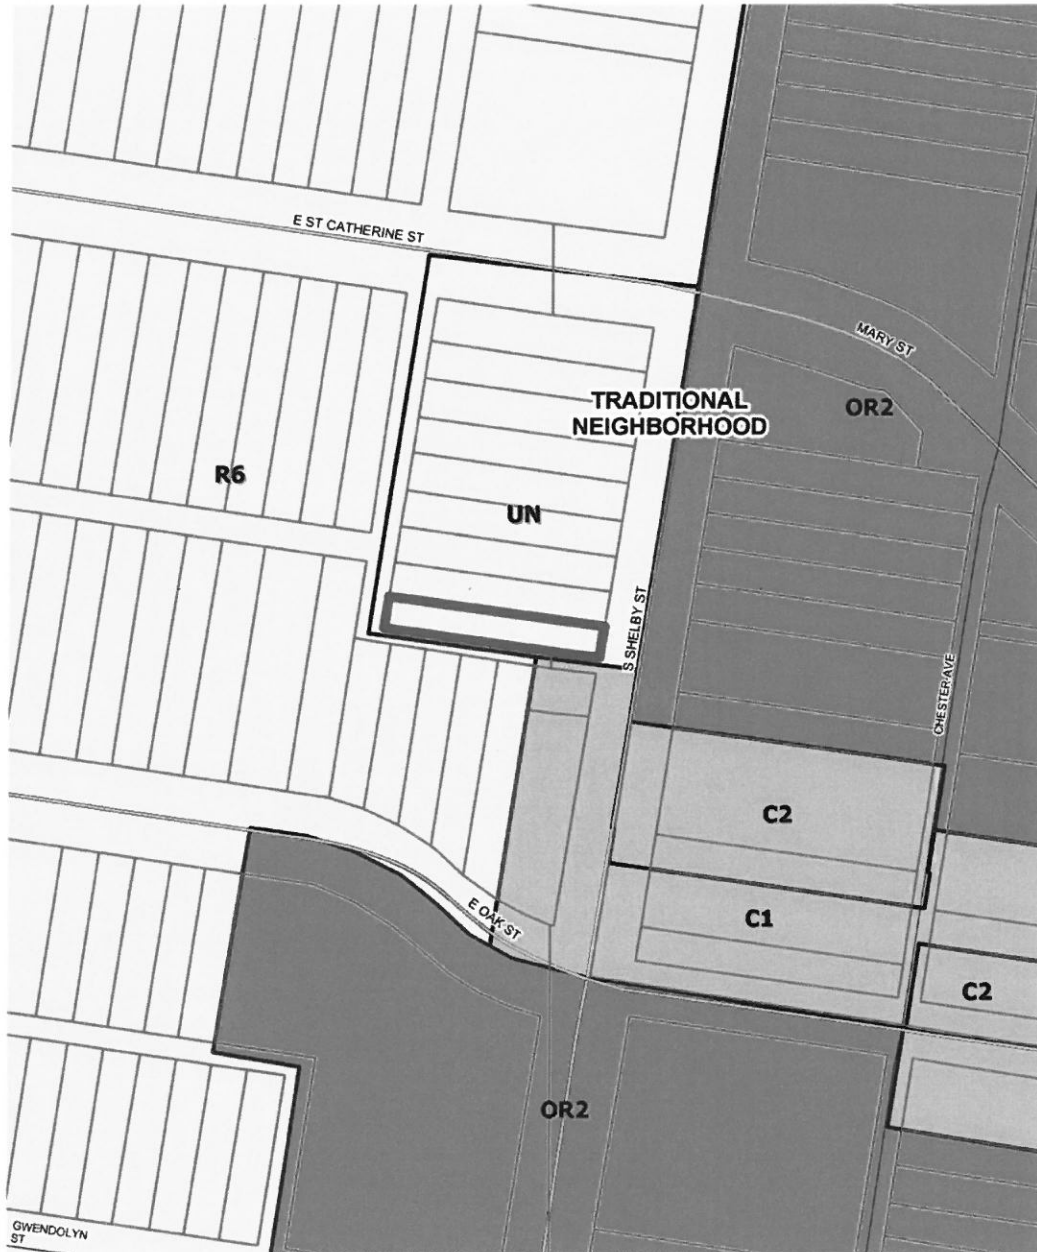 E ST CATHERINE ST
MARY ST
TRADITIONAL
NEIGHBORHOOD
OR2
R6
UN
S SHELBY ST
CHESTER AVE
C2
E OAK ST
C1
C2
OR2
GWENDOLYN
ST